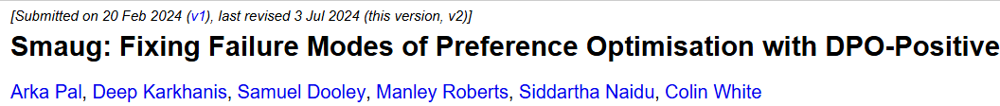 [Submitted on 20 Feb 2024 (v1), last revised 3 Jul 2024 (this version, v2)]
Smaug: Fixing Failure Modes of Preference Optimisation with DPO-Positive
Arka Pal, Deep Karkhanis, Samuel Dooley, Manley Roberts, Siddartha Naidu, Colin White